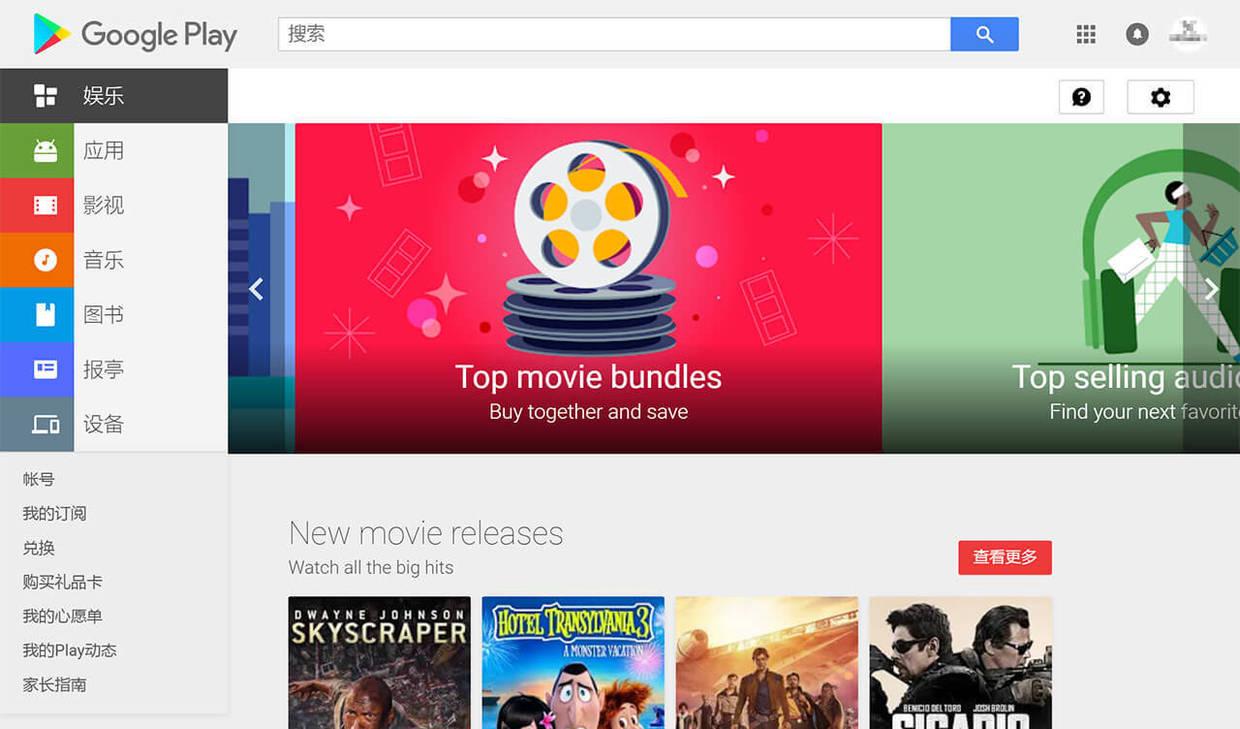 Google Play
搜索
娱乐
应用
影视
音乐
图书
报亭
设备
帐号
我的订阅
兑换
购买礼品卡
我的心愿单
我的Play动态
家长指南
Top movie bundles
Buy together and save
Top selling audio
Find your next favorite
New movie releases
Watch all the big hits
查看更多
DWAYNE JOHNSON
SKYSCRAPER
HOTEL TRANSYLVANIA 3
A MONSTER VACATION
BENICIO DEL TORO JOSH BROLIN
SICARIO